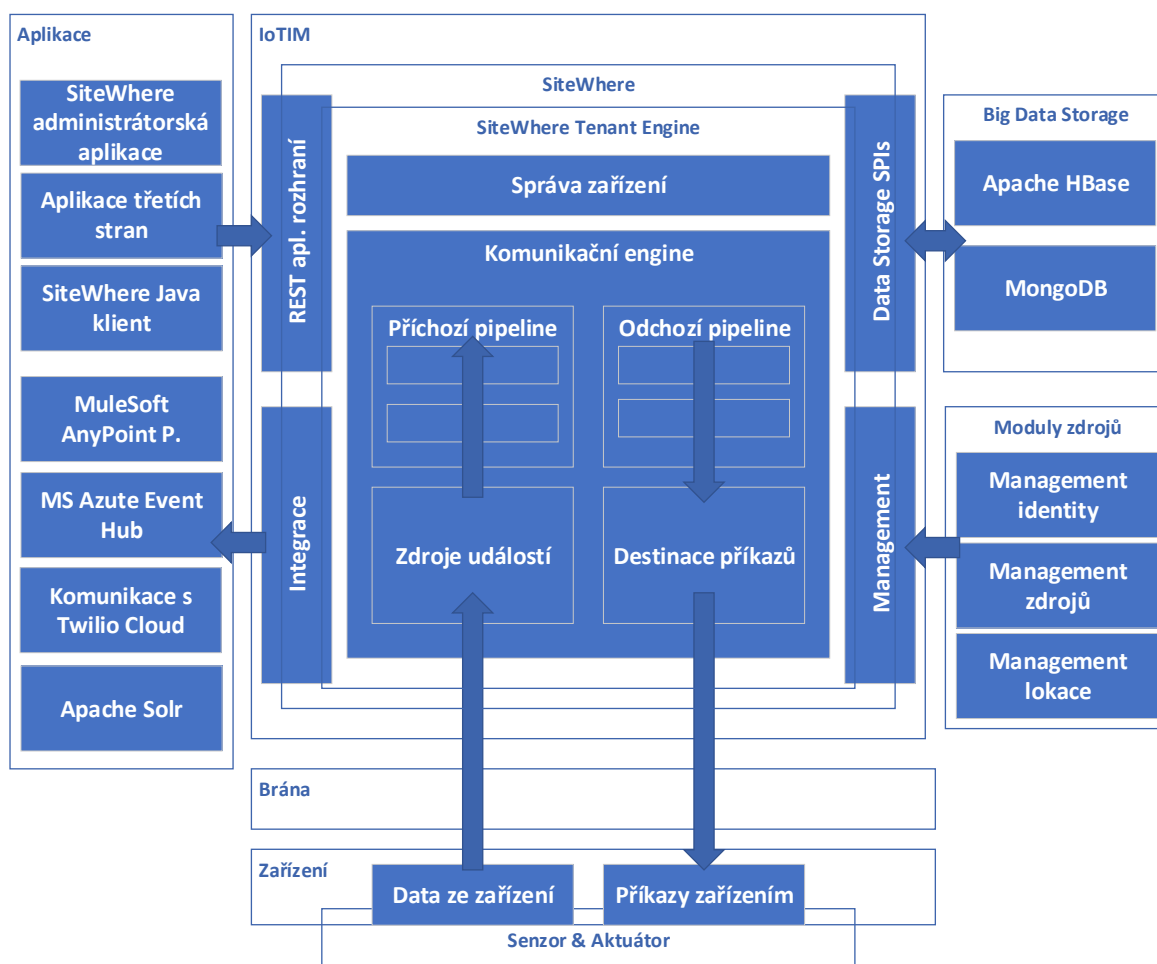 Aplikace
SiteWhere
administrátorská
aplikace
Aplikace třetích
stran
SiteWhere Java
klient
MuleSoft
AnyPoint P.
MS Azute Event
Hub
Komunikace s
Twilio Cloud
Apache Solr
IoTIM
SiteWhere
SiteWhere Tenant Engine
REST apl. rozhraní
Integrace
Správa zařízení
Komunikační engine
Příchozí pipeline
Odchozí pipeline
Zdroje událostí
Destinace příkazů
Data Storage SPIs
Management
Big Data Storage
Apache HBase
MongoDB
Moduly zdrojů
Management
identity
Management
zdrojů
Management
lokace
Brána
Zařízení
Data ze zařízení
Příkazy zařízením
Senzor & Aktuátor